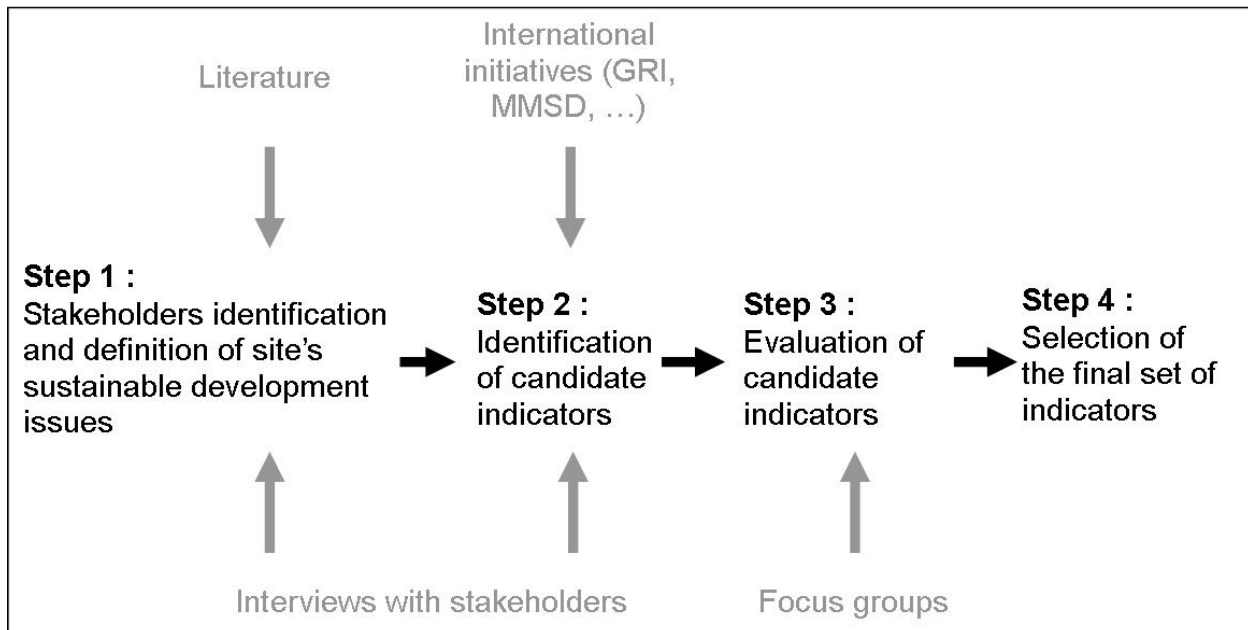 Literature
International
initiatives (GRI,
MMSD, …)
Step 1 :
Stakeholders identification
and definition of site's
sustainable development
issues
Step 2 :
Identification
of candidate
indicators
Step 3 :
Evaluation of
candidate
indicators
Step 4 :
Selection of
the final set of
indicators
Interviews with stakeholders
Focus groups